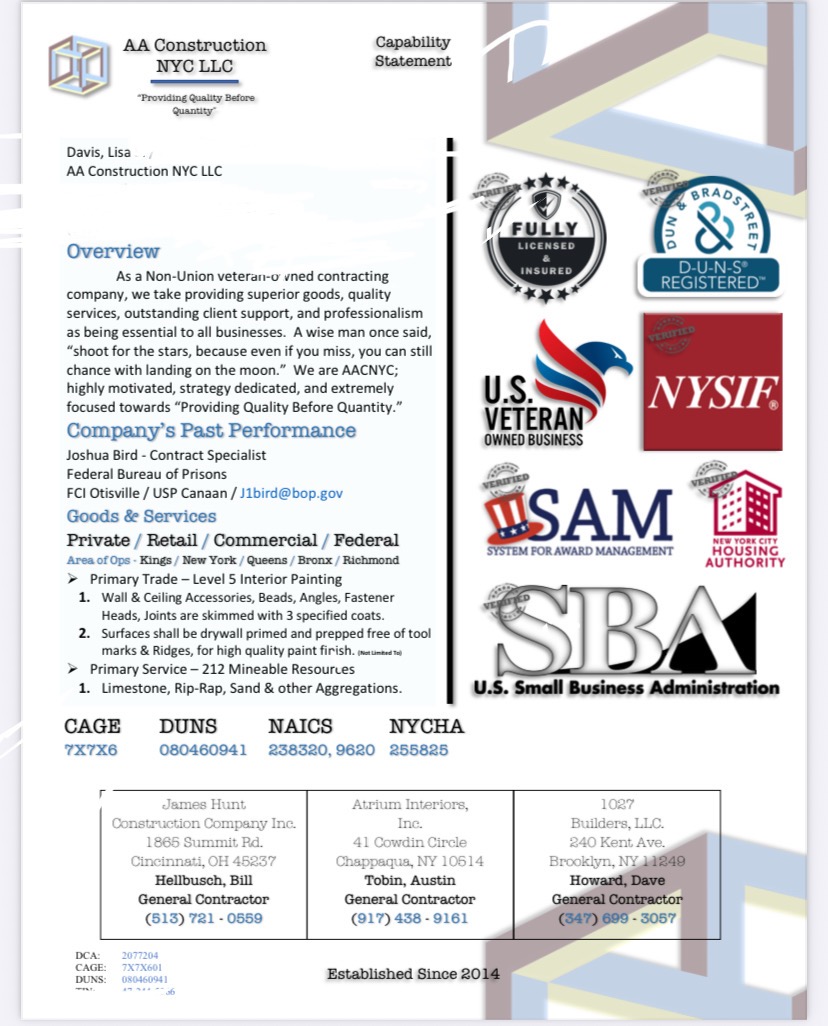 AA Construction
NYC LLC
"Providing Quality Before
Quantity"
Capability
Statement
Davis, Lisa
AA Construction NYC LLC
Overview
As a Non-Union veteran-owned contracting
company, we take providing superior goods, quality
services, outstanding client support, and professionalism
as being essential to all businesses. A wise man once said,
“shoot for the stars, because even if you miss, you can still
chance with landing on the moon.” We are AACNYC;
highly motivated, strategy dedicated, and extremely
focused towards “Providing Quality Before Quantity.”
Company's Past Performance
Joshua Bird - Contract Specialist
Federal Bureau of Prisons
FCI Otisville / USP Canaan / J1bird@bop.gov
Goods & Services
Private / Retail / Commercial / Federal
Area of Ops - Kings / New York / Queens / Bronx / Richmond
➢ Primary Trade – Level 5 Interior Painting
1. Wall & Ceiling Accessories, Beads, Angles, Fastener
Heads, Joints are skimmed with 3 specified coats.
2. Surfaces shall be drywall primed and prepped free of tool
marks & Ridges, for high quality paint finish. (Not Limited To)
➢ Primary Service – 212 Mineable Resources
1. Limestone, Rip-Rap, Sand & other Aggregations.
VERIFIED
FULLY
LICENSED
&
INSURED
VERIFIED
DUN & BRADSTREET
&
D-U-N-S®
REGISTERED™
U.S.
VETERAN
OWNED BUSINESS
VERIFIED
NYSIF®
VERIFIED
SAM
SYSTEM FOR AWARD MANAGEMENT
VERIFIED
NEW YORK CITY
HOUSING
AUTHORITY
VERIFIED
SBA
U.S. Small Business Administration
CAGE DUNS NAICS NYCHA
7X7X6 080460941 238320, 9620 255825
James Hunt
Construction Company Inc.
1865 Summit Rd.
Cincinnati, OH 45237
Hellbusch, Bill
General Contractor
(513) 721 - 0559
Atrium Interiors,
Inc.
41 Cowdin Circle
Chappaqua, NY 10514
Tobin, Austin
General Contractor
(917) 438 - 9161
1027
Builders, LLC.
240 Kent Ave.
Brooklyn, NY 11249
Howard, Dave
General Contractor
(347) 699 - 3057
DCA: 2077204
CAGE: 7X7X601
DUNS: 080460941
Established Since 2014